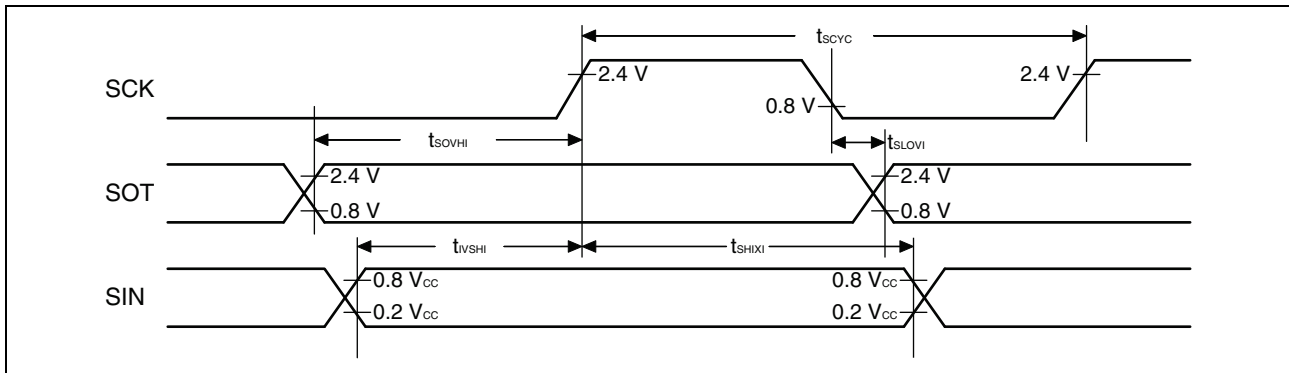 tSCYC
SCK
2.4 V
0.8 V
2.4 V
tSOVHI
tSLOVI
SOT
2.4 V
0.8 V
2.4 V
0.8 V
tIVSHI
tSHIXI
SIN
0.8 VCC
0.2 VCC
0.8 VCC
0.2 VCC